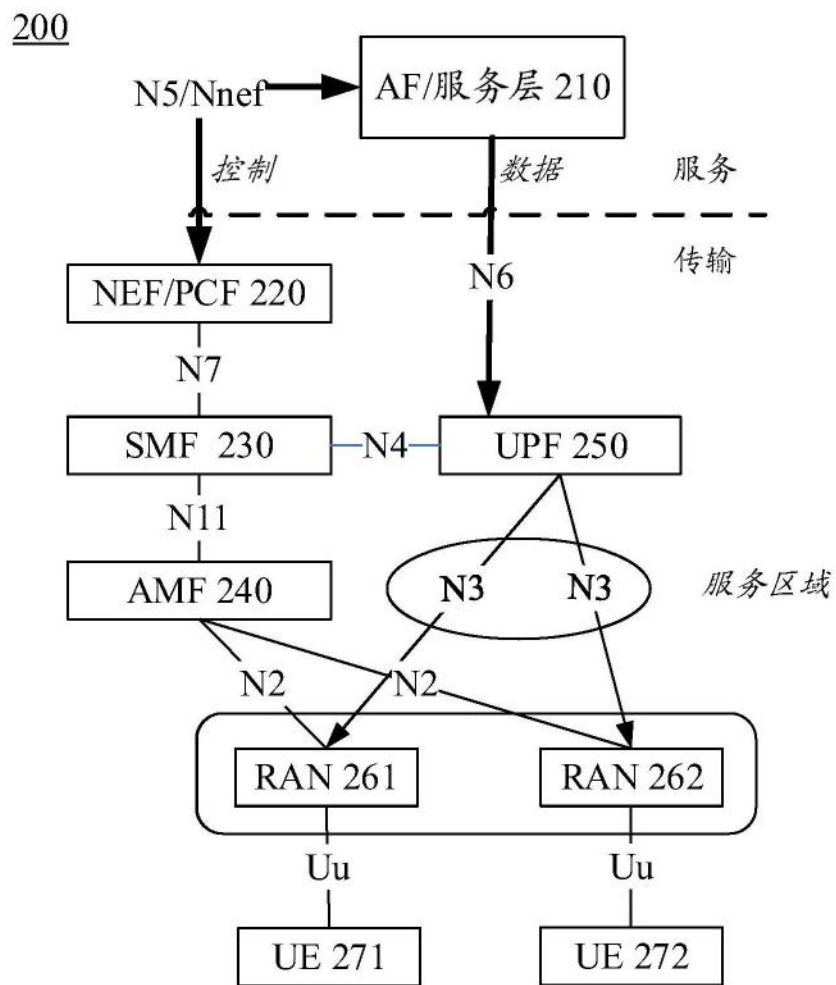 200
N5/Nnef
AF/服务层 210
控制
数据
服务
传输
NEF/PCF 220
N6
N7
SMF 230
N4
UPF 250
N11
AMF 240
N3
N3
服务区域
N2
N2
RAN 261
RAN 262
Uu
Uu
UE 271
UE 272